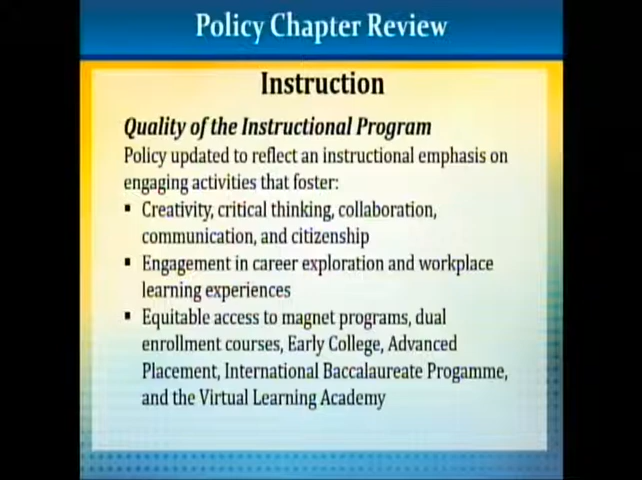 Policy Chapter Review
Instruction
Quality of the Instructional Program
Policy updated to reflect an instructional emphasis on
engaging activities that foster:
▪ Creativity, critical thinking, collaboration,
communication, and citizenship
▪ Engagement in career exploration and workplace
learning experiences
▪ Equitable access to magnet programs, dual
enrollment courses, Early College, Advanced
Placement, International Baccalaureate Progamme,
and the Virtual Learning Academy